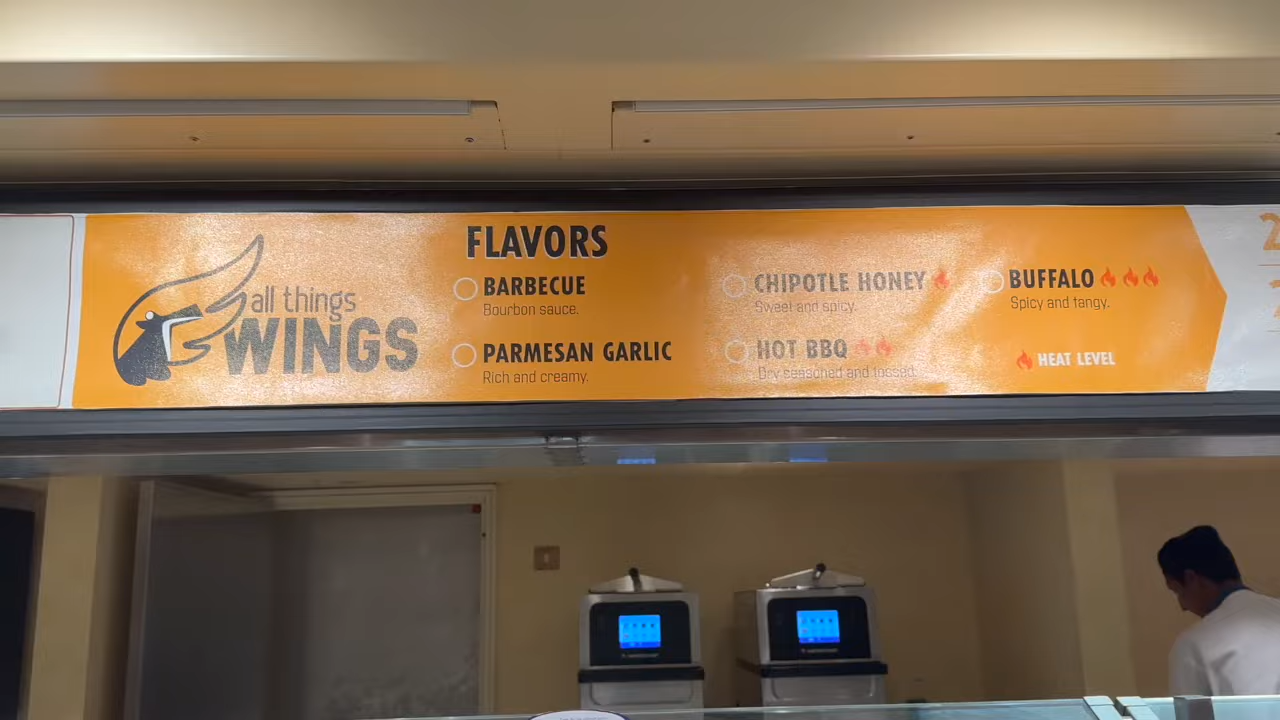 all things
WINGS
FLAVORS
BARBECUE
Bourbon sauce.
PARMESAN GARLIC
Rich and creamy.
CHIPOTLE HONEY
Sweet and spicy.
HOT BBQ
Dry seasoned and tossed.
BUFFALO
Spicy and tangy.
HEAT LEVEL
2